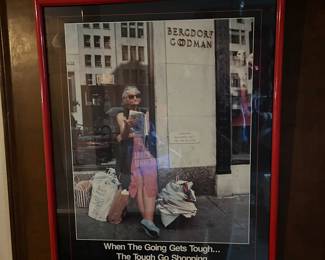 BERGDORF
GOODMAN
When The Going Gets Tough...
The Tough Go Shopping